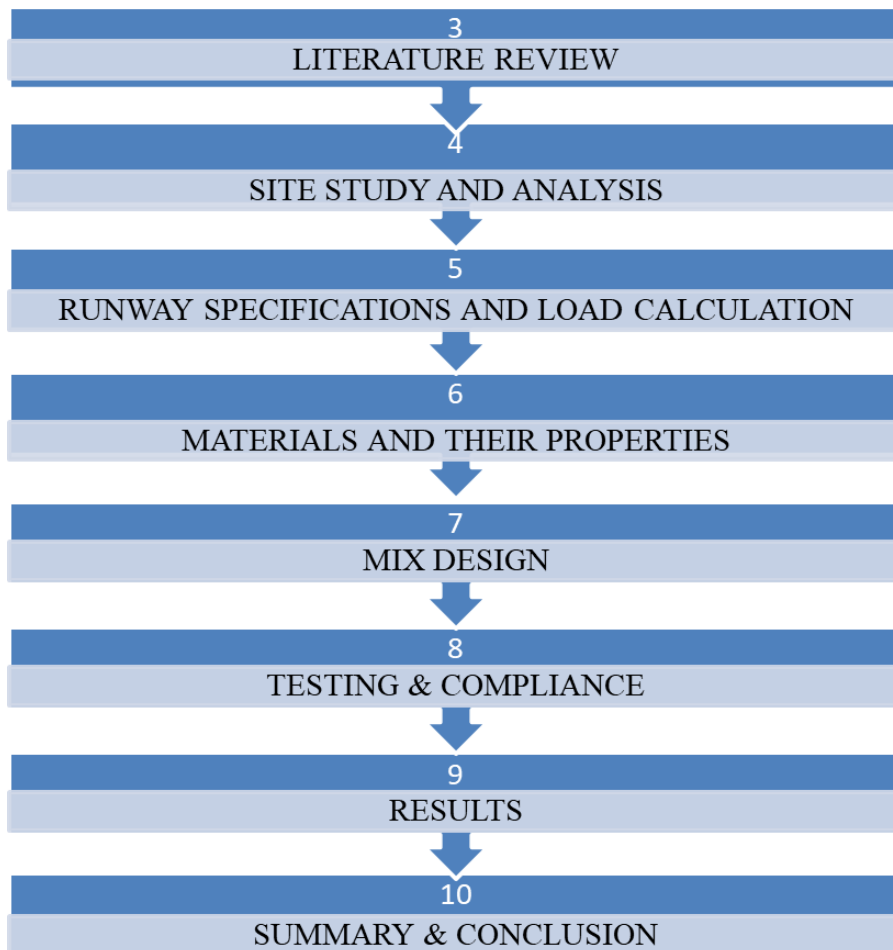 3
LITERATURE REVIEW
4
SITE STUDY AND ANALYSIS
5
RUNWAY SPECIFICATIONS AND LOAD CALCULATION
6
MATERIALS AND THEIR PROPERTIES
7
MIX DESIGN
8
TESTING & COMPLIANCE
9
RESULTS
10
SUMMARY & CONCLUSION